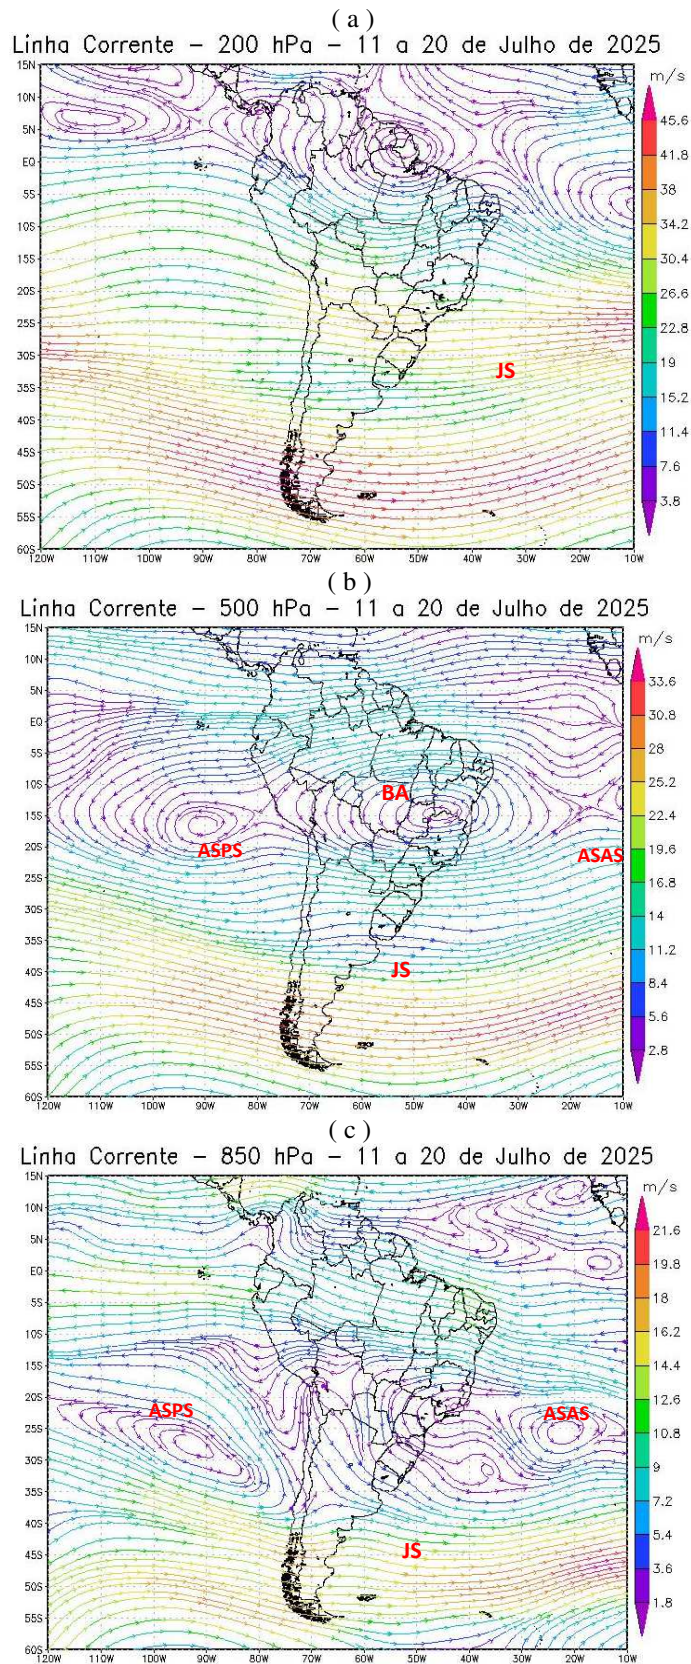 ( a )
Linha Corrente – 200 hPa – 11 a 20 de Julho de 2025
m/s
15N
10N
5N
EQ
5S
10S
15S
20S
25S
30S
35S
40S
45S
50S
55S
60S
120W 110W 100W 90W 80W 70W 60W 50W 40W 30W 20W 10W
45.6
41.8
38
34.2
30.4
26.6
22.8
19
15.2
11.4
7.6
3.8
JS
( b )
Linha Corrente – 500 hPa – 11 a 20 de Julho de 2025
m/s
15N
10N
5N
EQ
5S
10S
15S
20S
25S
30S
35S
40S
45S
50S
55S
60S
120W 110W 100W 90W 80W 70W 60W 50W 40W 30W 20W 10W
33.6
30.8
28
25.2
22.4
19.6
16.8
14
11.2
8.4
5.6
2.8
BA
ASPS
ASAS
JS
( c )
Linha Corrente – 850 hPa – 11 a 20 de Julho de 2025
m/s
15N
10N
5N
EQ
5S
10S
15S
20S
25S
30S
35S
40S
45S
50S
55S
60S
120W 110W 100W 90W 80W 70W 60W 50W 40W 30W 20W 10W
21.6
19.8
18
16.2
14.4
12.6
10.8
9
7.2
5.4
3.6
1.8
ASPS
ASAS
JS